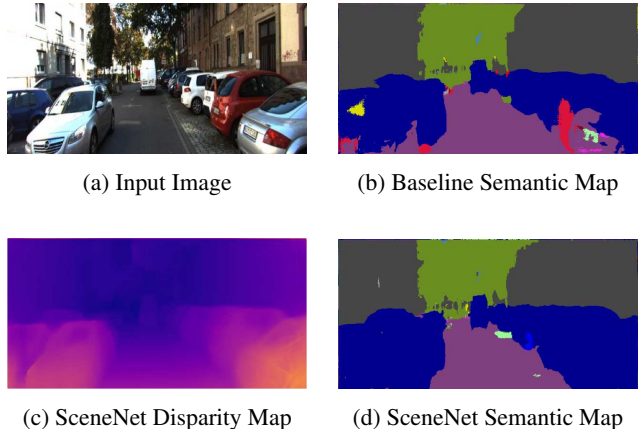 (a) Input Image
(b) Baseline Semantic Map
(c) SceneNet Disparity Map
(d) SceneNet Semantic Map